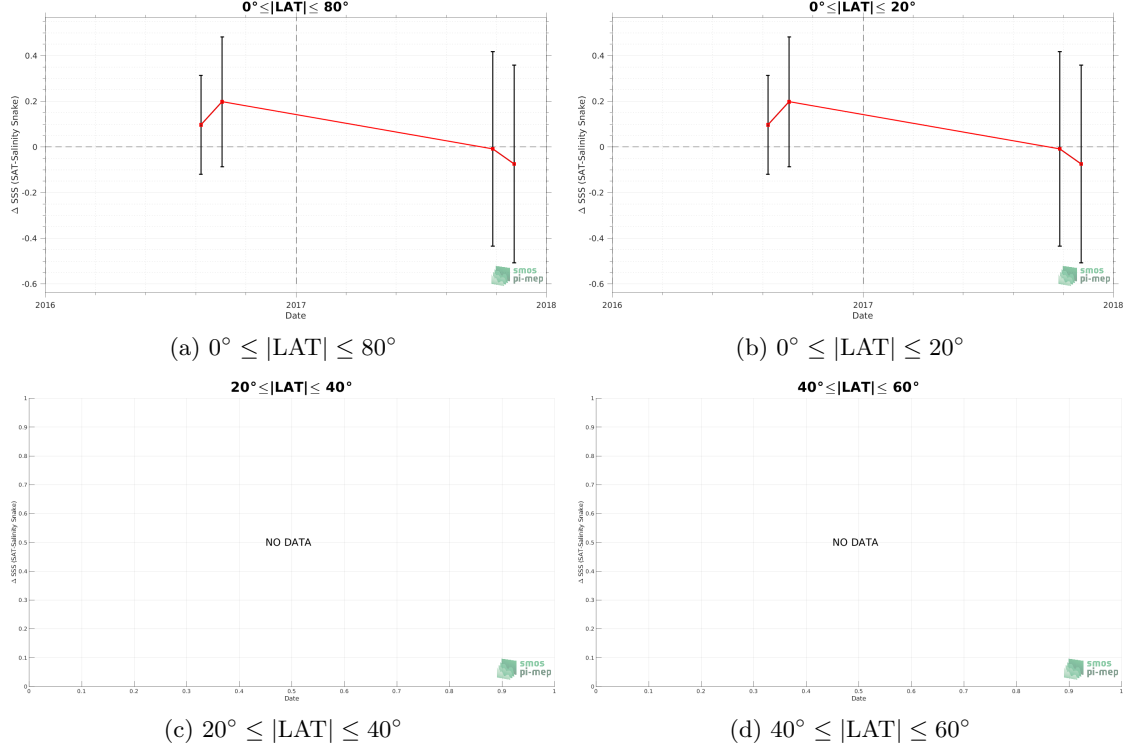 0°≤|LAT|≤ 80°
Δ SSS (SAT-Salinity Snake)
0.4
0.2
0
-0.2
-0.4
-0.6
2016
2017
2018
Date
smos
pi-mep
(a) 0° ≤ |LAT| ≤ 80°
0°≤|LAT|≤ 20°
Δ SSS (SAT-Salinity Snake)
0.4
0.2
0
-0.2
-0.4
-0.6
2016
2017
2018
Date
smos
pi-mep
(b) 0° ≤ |LAT| ≤ 20°
20°≤|LAT|≤ 40°
Δ SSS (SAT-Salinity Snake)
1
0.9
0.8
0.7
0.6
0.5
0.4
0.3
0.2
0.1
0
NO DATA
0
0.1
0.2
0.3
0.4
0.5
0.6
0.7
0.8
0.9
1
Date
smos
pi-mep
(c) 20° ≤ |LAT| ≤ 40°
40°≤|LAT|≤ 60°
Δ SSS (SAT-Salinity Snake)
1
0.9
0.8
0.7
0.6
0.5
0.4
0.3
0.2
0.1
0
NO DATA
0
0.1
0.2
0.3
0.4
0.5
0.6
0.7
0.8
0.9
1
Date
smos
pi-mep
(d) 40° ≤ |LAT| ≤ 60°